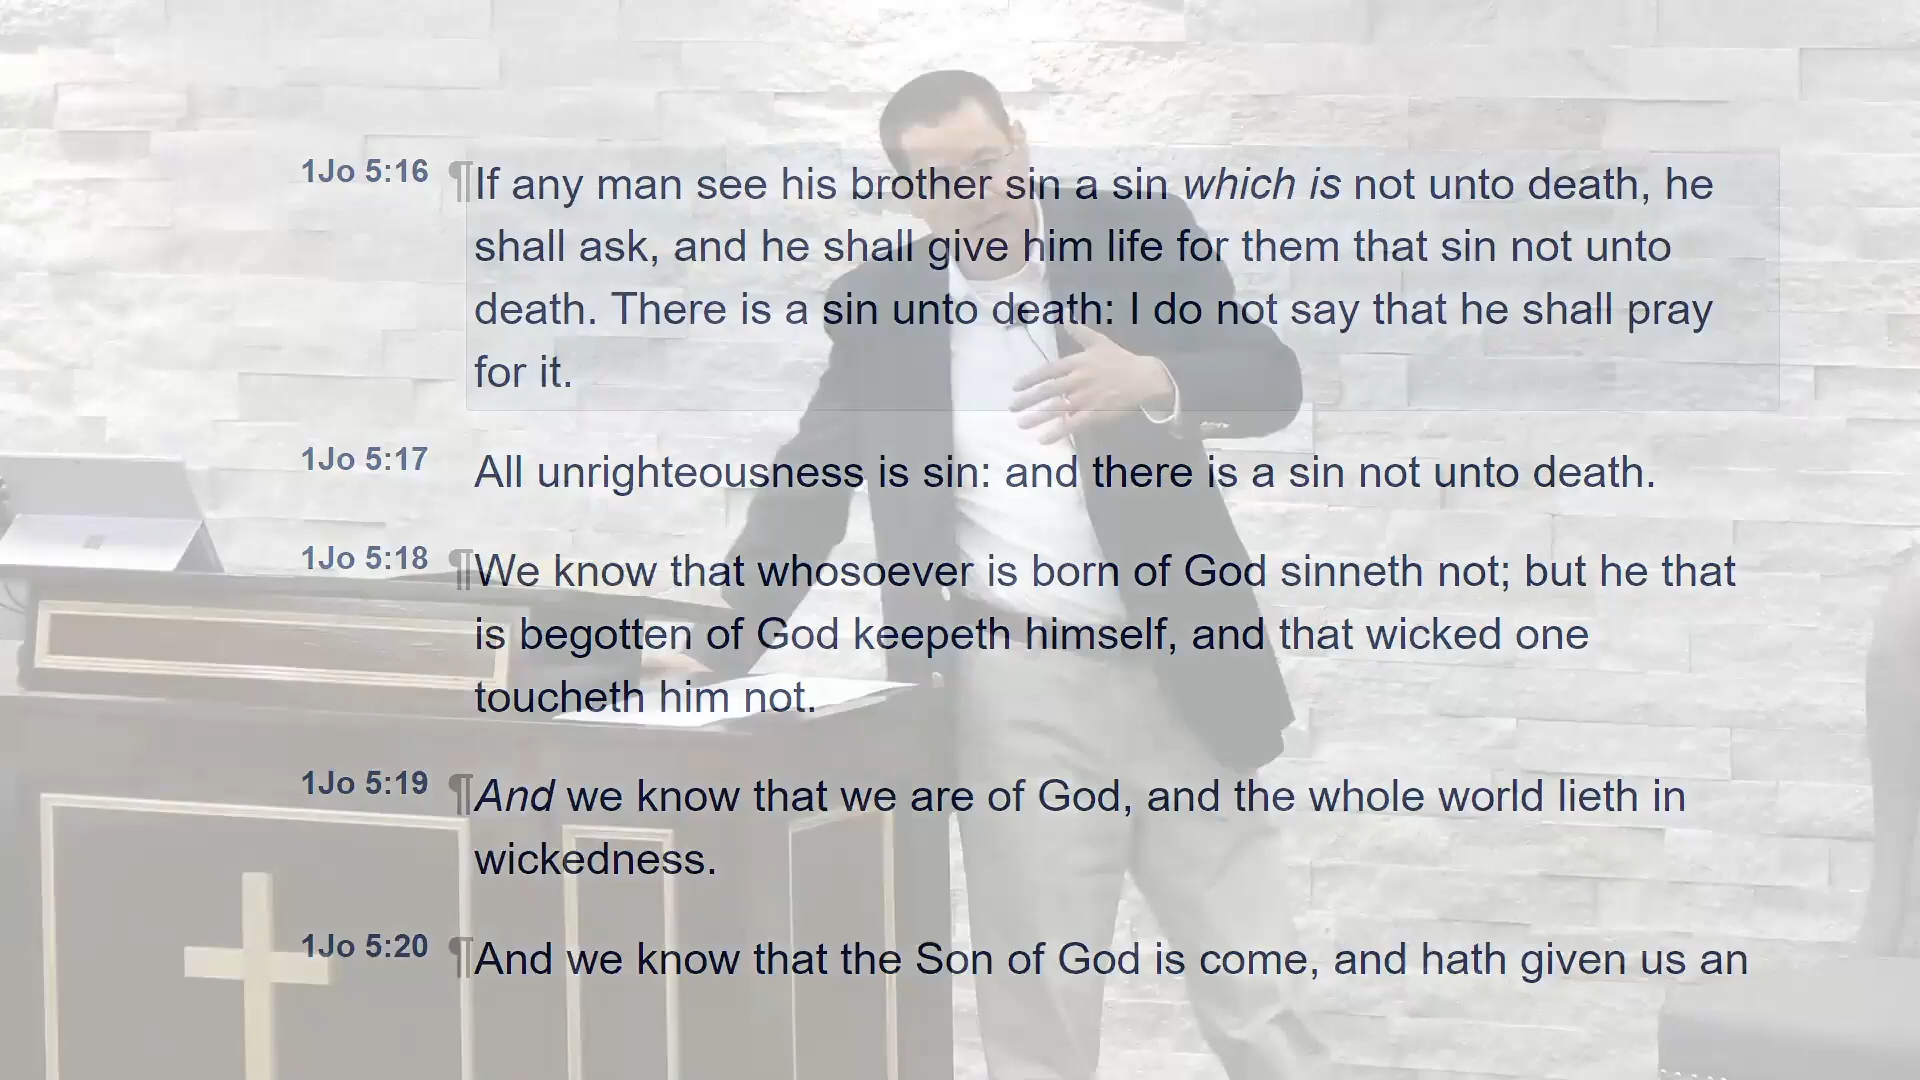 1Jo 5:16 ¶If any man see his brother sin a sin which is not unto death, he
shall ask, and he shall give him life for them that sin not unto
death. There is a sin unto death: I do not say that he shall pray
for it.
1Jo 5:17 All unrighteousness is sin: and there is a sin not unto death.
1Jo 5:18 ¶We know that whosoever is born of God sinneth not; but he that
is begotten of God keepeth himself, and that wicked one
toucheth him not.
1Jo 5:19 ¶And we know that we are of God, and the whole world lieth in
wickedness.
1Jo 5:20 ¶And we know that the Son of God is come, and hath given us an